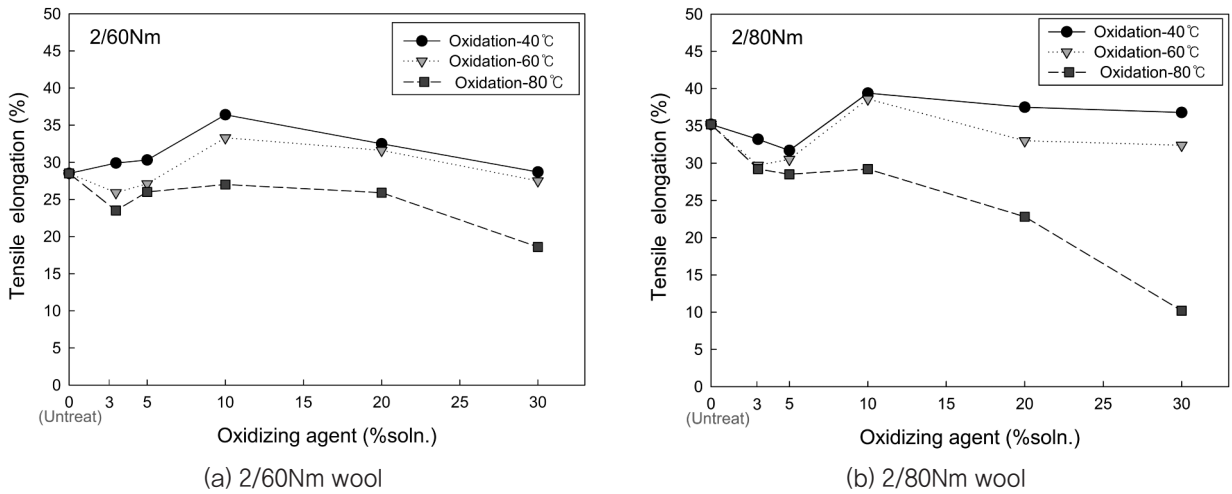 2/60Nm
Oxidation-40℃
Oxidation-60℃
Oxidation-80℃
Tensile elongation (%)
50
45
40
35
30
25
20
15
10
5
0
0 3 5 10 15 20 25 30
(Untreat)
Oxidizing agent (%soln.)
(a) 2/60Nm wool
2/80Nm
Oxidation-40℃
Oxidation-60℃
Oxidation-80℃
Tensile elongation (%)
50
45
40
35
30
25
20
15
10
5
0
0 3 5 10 15 20 25 30
(Untreat)
Oxidizing agent (%soln.)
(b) 2/80Nm wool